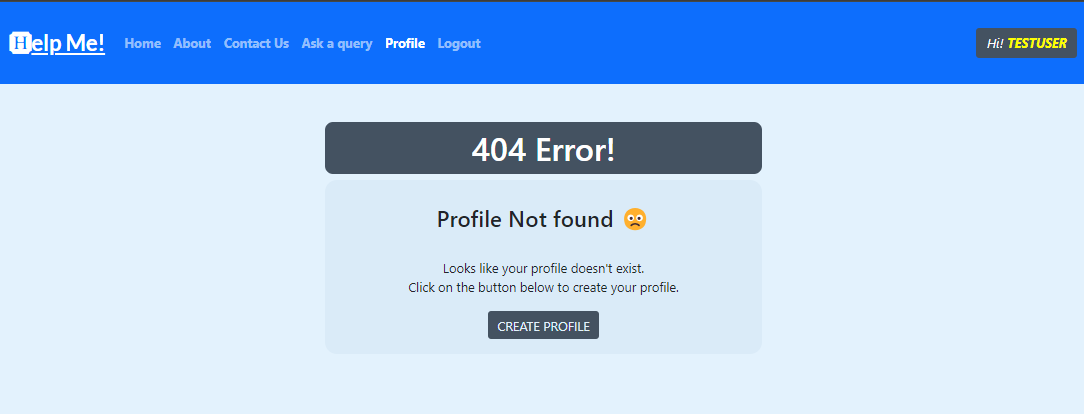 Help Me! Home About Contact Us Ask a query Profile Logout Hi! TESTUSER
404 Error!
Profile Not found
Looks like your profile doesn't exist.
Click on the button below to create your profile.
CREATE PROFILE